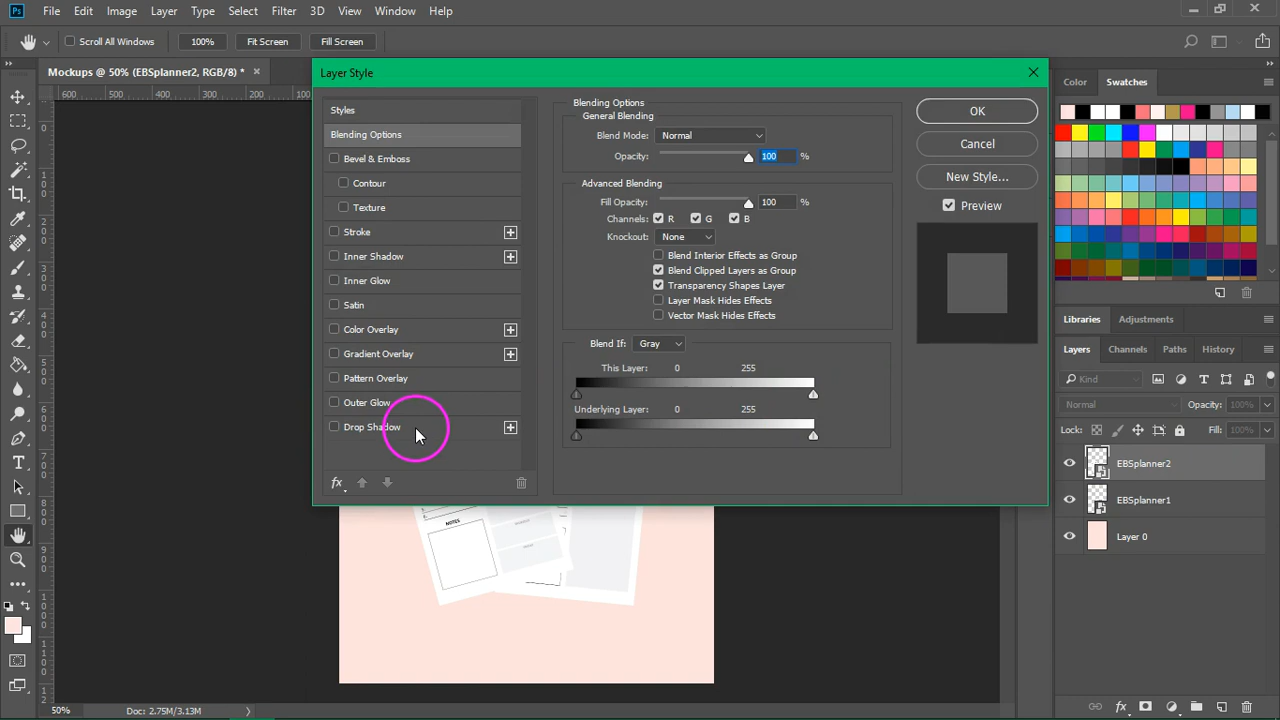 Ps File Edit Image Layer Type Select Filter 3D View Window Help
Scroll All Windows 100% Fit Screen Fill Screen
Mockups @ 50% (EBSplanner2, RGB/8) * ×
600 500 400 300 200 100
Layer Style
Styles
Blending Options
Bevel & Emboss
Contour
Texture
Stroke
Inner Shadow
Inner Glow
Satin
Color Overlay
Gradient Overlay
Pattern Overlay
Outer Glow
Drop Shadow
fx
Blending Options
General Blending
Blend Mode: Normal
Opacity: 100 %
Advanced Blending
Fill Opacity: 100 %
Channels: R G B
Knockout: None
Blend Interior Effects as Group
Blend Clipped Layers as Group
Transparency Shapes Layer
Layer Mask Hides Effects
Vector Mask Hides Effects
Blend If: Gray
This Layer: 0 255
Underlying Layer: 0 255
OK
Cancel
New Style...
Preview
Color Swatches
Libraries Adjustments
Layers Channels Paths History
Kind
Normal Opacity: 100%
Lock: Fill: 100%
EBSplanner2
EBSplanner1
Layer 0
NOTES
50% Doc: 2.75M/3.13M
fx